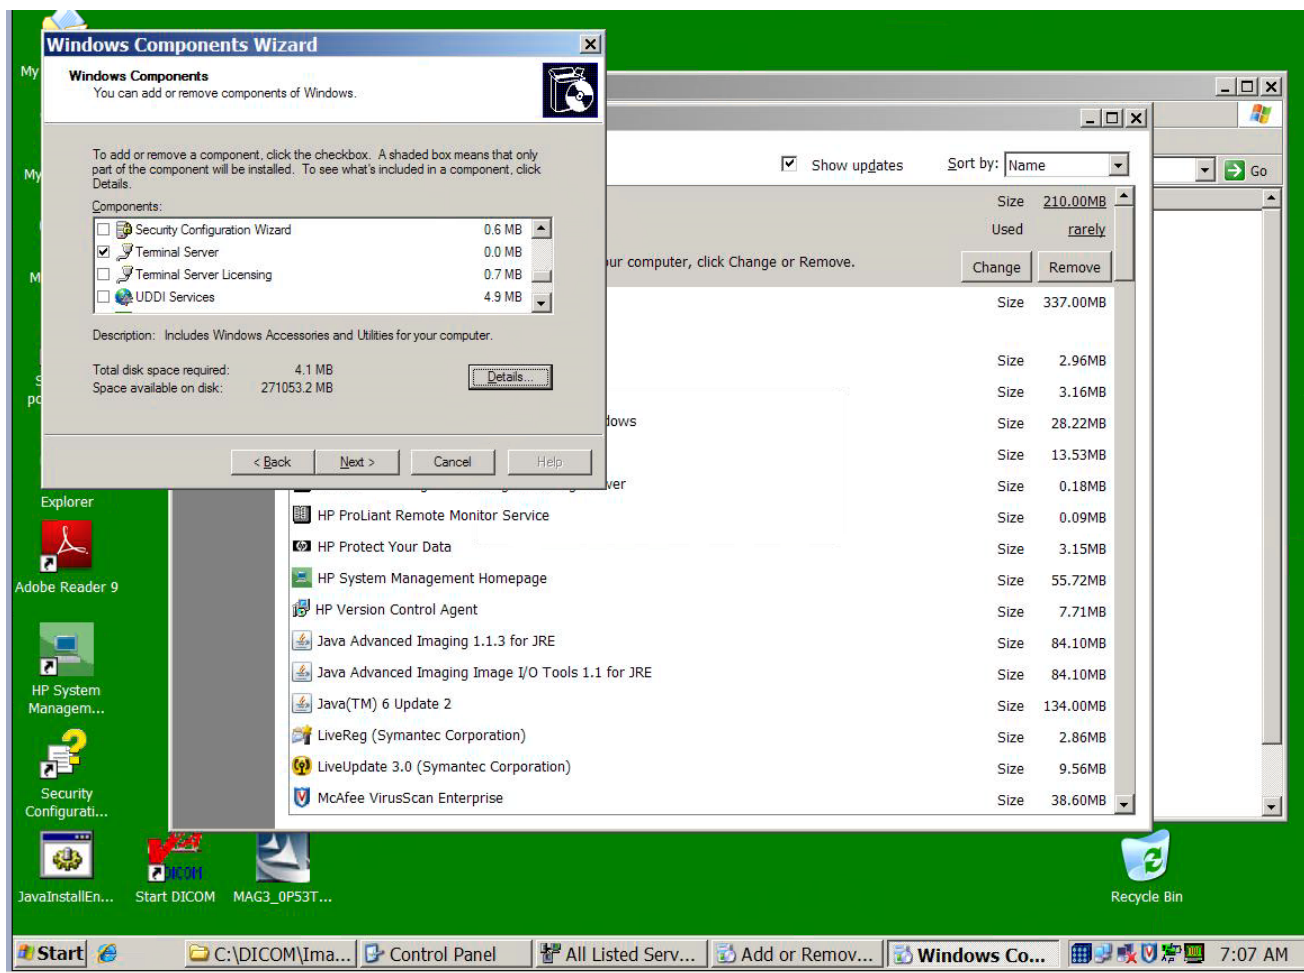 Windows Components Wizard
Windows Components
You can add or remove components of Windows.
To add or remove a component, click the checkbox. A shaded box means that only
part of the component will be installed. To see what's included in a component, click
Details.
Components:
Security Configuration Wizard 0.6 MB
Terminal Server 0.0 MB
Terminal Server Licensing 0.7 MB
UDDI Services 4.9 MB
Description: Includes Windows Accessories and Utilities for your computer.
Total disk space required: 4.1 MB
Space available on disk: 271053.2 MB
Details...
< Back Next > Cancel Help
My
My
M
S
pc
Go
Show updates Sort by: Name
Size 210.00MB
Used rarely
ur computer, click Change or Remove.
Change Remove
Size 337.00MB
Size 2.96MB
Size 3.16MB
dows Size 28.22MB
Size 13.53MB
ver Size 0.18MB
HP ProLiant Remote Monitor Service Size 0.09MB
HP Protect Your Data Size 3.15MB
HP System Management Homepage Size 55.72MB
HP Version Control Agent Size 7.71MB
Java Advanced Imaging 1.1.3 for JRE Size 84.10MB
Java Advanced Imaging Image I/O Tools 1.1 for JRE Size 84.10MB
Java(TM) 6 Update 2 Size 134.00MB
LiveReg (Symantec Corporation) Size 2.86MB
LiveUpdate 3.0 (Symantec Corporation) Size 9.56MB
McAfee VirusScan Enterprise Size 38.60MB
Explorer
Adobe Reader 9
HP System
Managem...
Security
Configurati...
JavaInstallEn...
DICOM
Start DICOM
MAG3_0P53T...
Recycle Bin
Start C:\DICOM\Ima... Control Panel All Listed Serv... Add or Remov... Windows Co... 7:07 AM